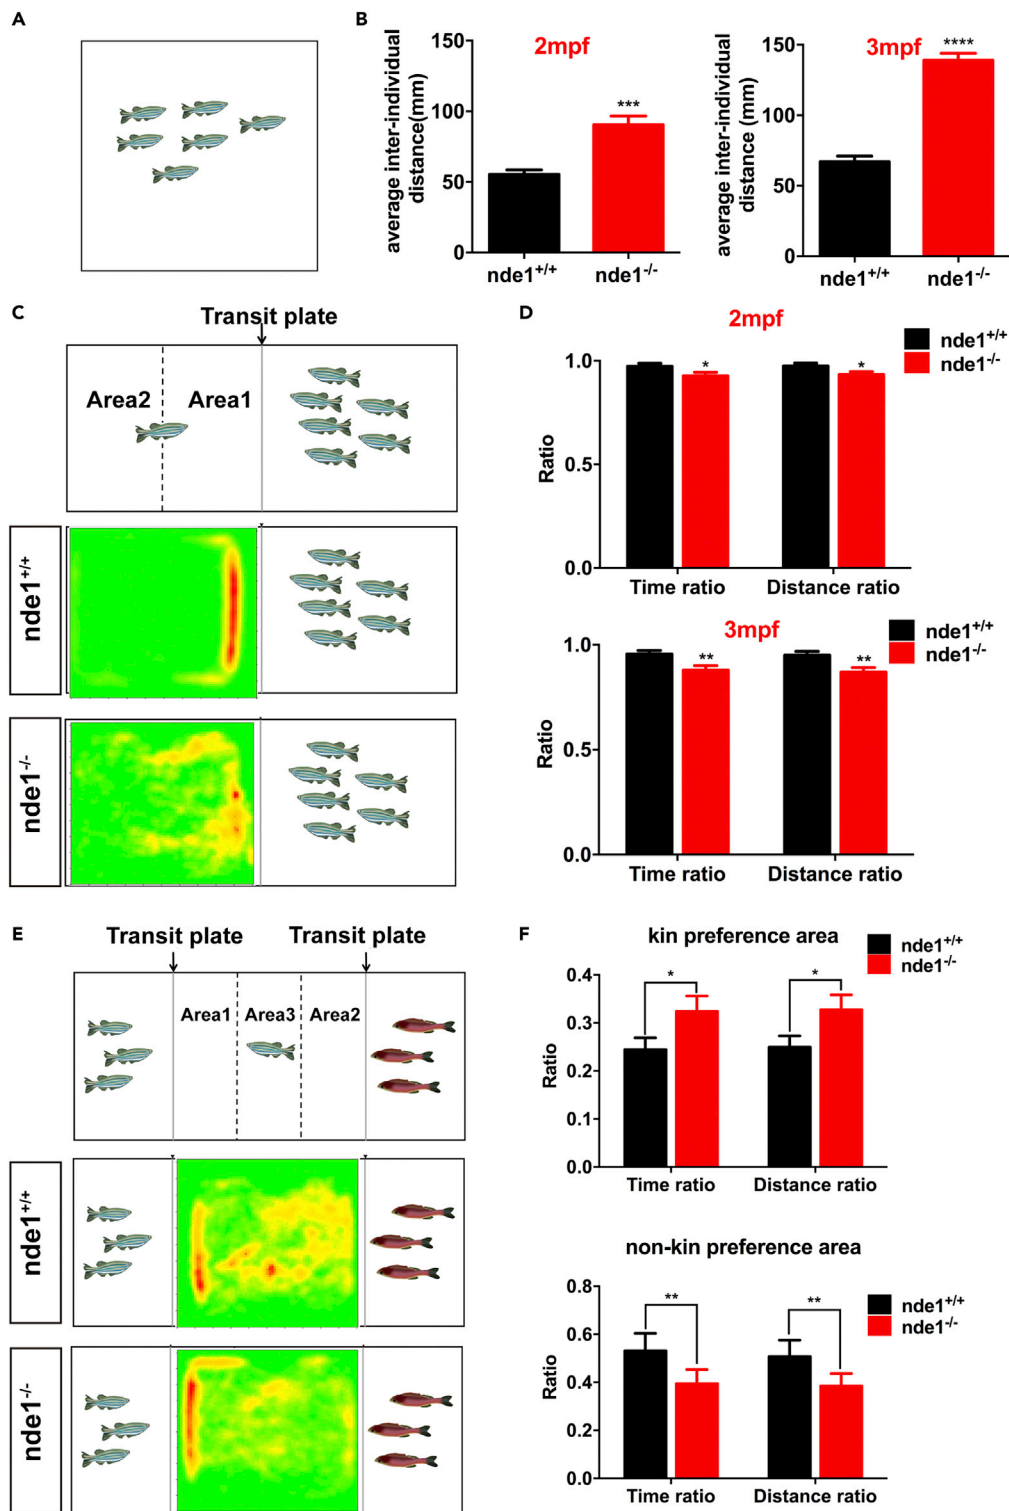 A
B
2mpf
average inter-individual
distance(mm)
150
100
50
0
***
nde1+/+
nde1-/-
3mpf
average inter-individual
distance (mm)
150
100
50
0
****
nde1+/+
nde1-/-
C
Transit plate
Area2
Area1
nde1+/+
nde1-/-
D
2mpf
nde1+/+
nde1-/-
Ratio
1.0
0.5
0.0
*
*
Time ratio
Distance ratio
3mpf
nde1+/+
nde1-/-
Ratio
1.0
0.5
0.0
**
**
Time ratio
Distance ratio
E
Transit plate
Transit plate
Area1
Area3
Area2
nde1+/+
nde1-/-
F
kin preference area
nde1+/+
nde1-/-
Ratio
0.4
0.3
0.2
0.1
0.0
*
*
Time ratio
Distance ratio
non-kin preference area
nde1+/+
nde1-/-
Ratio
0.8
0.6
0.4
0.2
0.0
**
**
Time ratio
Distance ratio